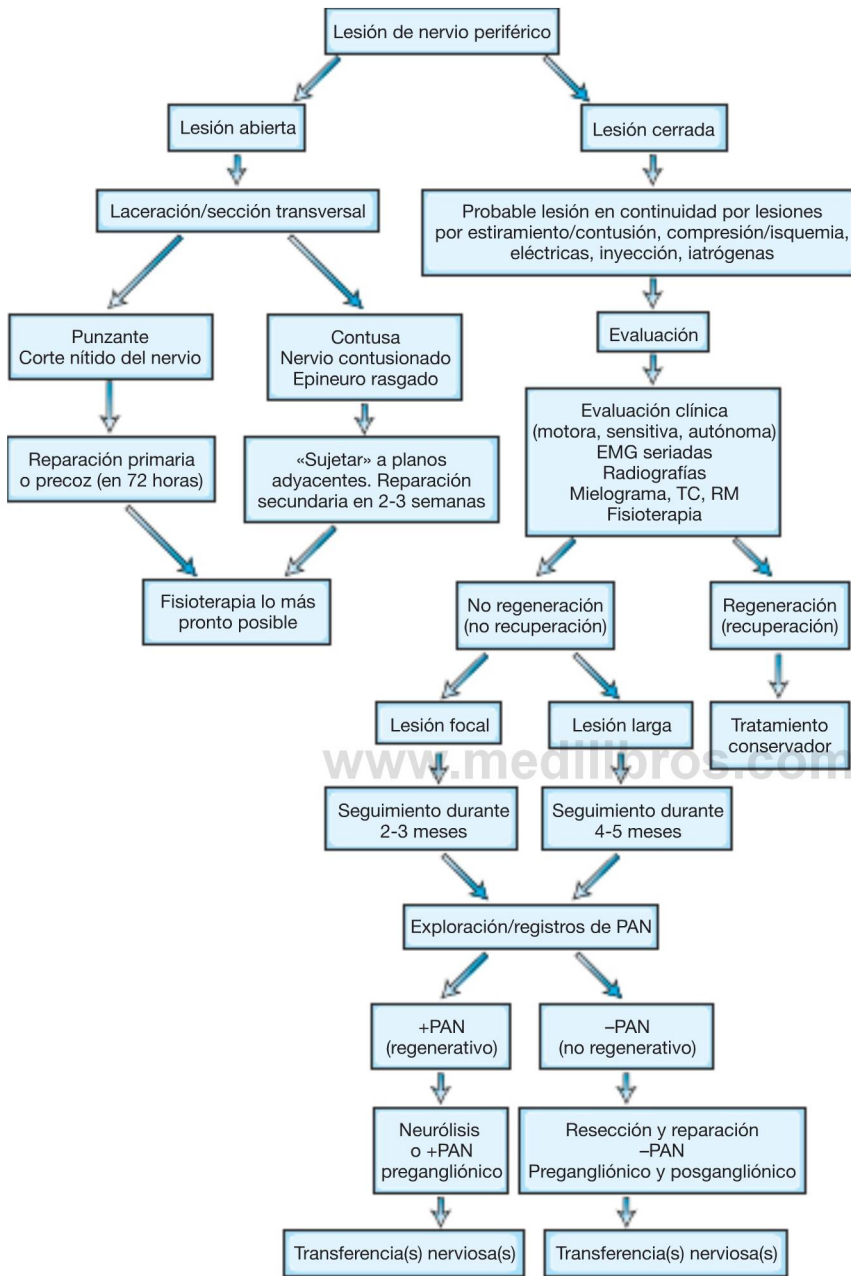 Lesión de nervio periférico
Lesión abierta
Lesión cerrada
Laceración/sección transversal
Probable lesión en continuidad por lesiones
por estiramiento/contusión, compresión/isquemia,
eléctricas, inyección, iatrógenas
Punzante
Corte nítido del nervio
Contusa
Nervio contusionado
Epineuro rasgado
Evaluación
Evaluación clínica
(motora, sensitiva, autónoma)
EMG seriadas
Radiografías
Mielograma, TC, RM
Fisioterapia
Reparación primaria
o precoz (en 72 horas)
«Sujetar» a planos
adyacentes. Reparación
secundaria en 2-3 semanas
Fisioterapia lo más
pronto posible
No regeneración
(no recuperación)
Regeneración
(recuperación)
Lesión focal
Lesión larga
Tratamiento
conservador
www.medilibros.com
Seguimiento durante
2-3 meses
Seguimiento durante
4-5 meses
Exploración/registros de PAN
+PAN
(regenerativo)
–PAN
(no regenerativo)
Neurólisis
o +PAN
preganglიónico
Resección y reparación
–PAN
Pregangliónico y posgangliónico
Transferencia(s) nerviosa(s)
Transferencia(s) nerviosa(s)